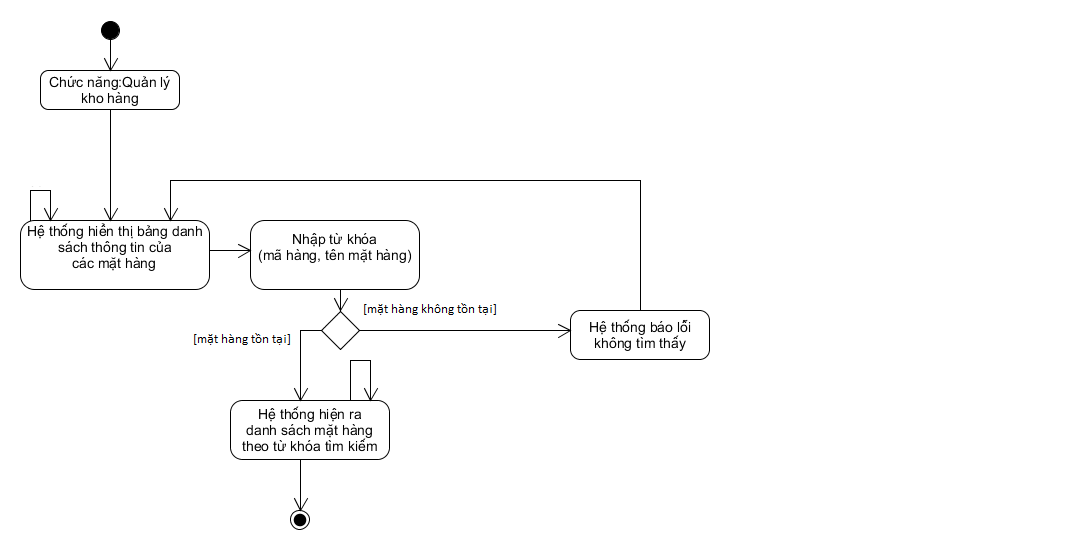 Chức năng:Quản lý
kho hàng
Hệ thống hiển thị bảng danh
sách thông tin của
các mặt hàng
Nhập từ khóa
(mã hàng, tên mặt hàng)
[mặt hàng không tồn tại]
[mặt hàng tồn tại]
Hệ thống báo lỗi
không tìm thấy
Hệ thống hiện ra
danh sách mặt hàng
theo từ khóa tìm kiếm